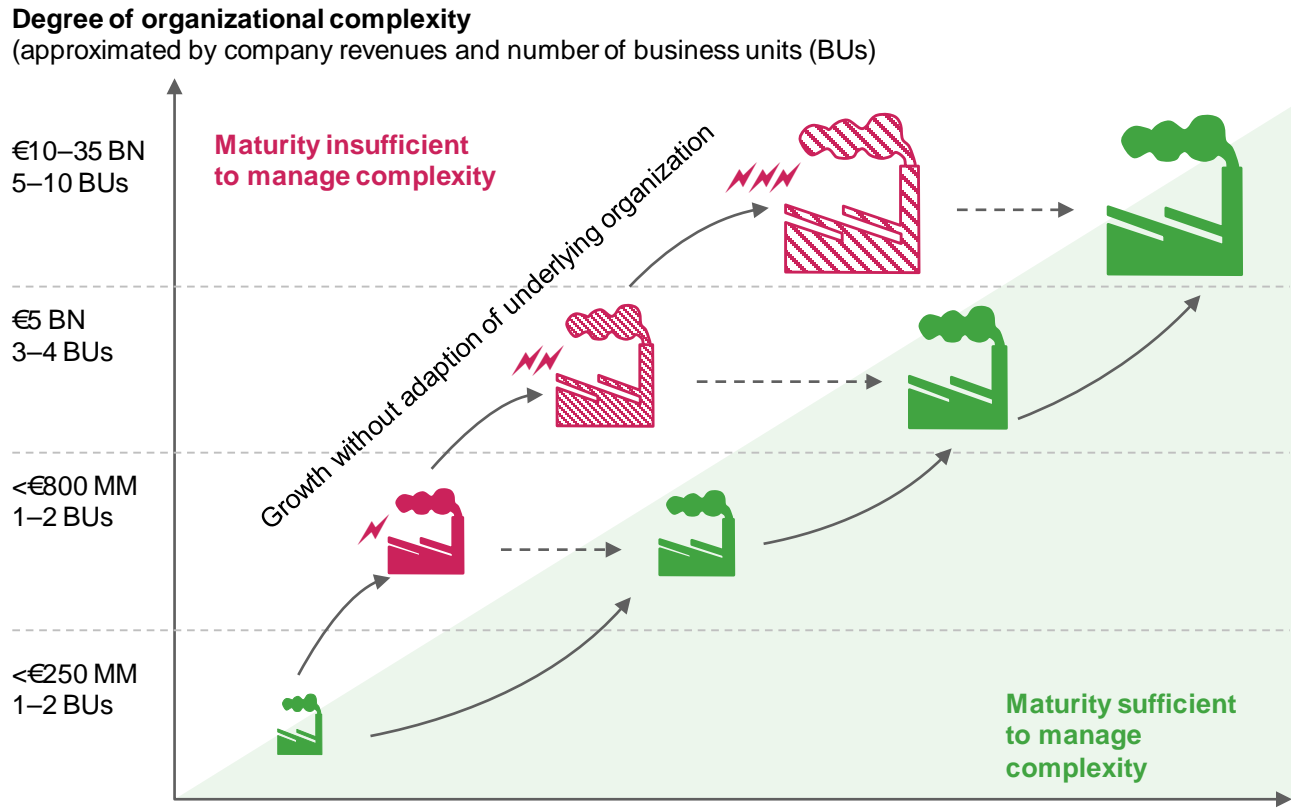 Degree of organizational complexity
(approximated by company revenues and number of business units (BUs)
€10–35 BN
5–10 BUs
Maturity insufficient
to manage complexity
Growth without adaption of underlying organization
€5 BN
3–4 BUs
<€800 MM
1–2 BUs
<€250 MM
1–2 BUs
Maturity sufficient
to manage
complexity